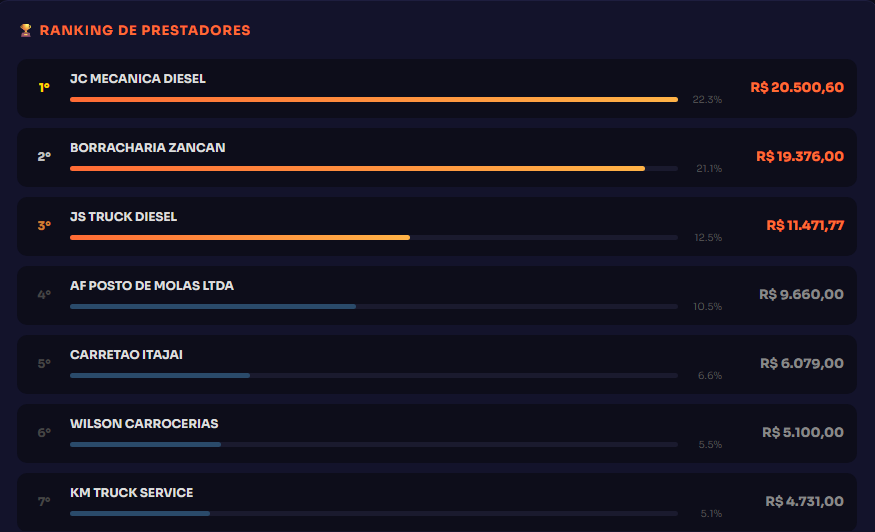 🏆 RANKING DE PRESTADORES
1º JC MECANICA DIESEL 22.3% R$ 20.500,60
2º BORRACHARIA ZANCAN 21.1% R$ 19.376,00
3º JS TRUCK DIESEL 12.5% R$ 11.471,77
4º AF POSTO DE MOLAS LTDA 10.5% R$ 9.660,00
5º CARRETAO ITAJAI 6.6% R$ 6.079,00
6º WILSON CARROCERIAS 5.5% R$ 5.100,00
7º KM TRUCK SERVICE 5.1% R$ 4.731,00